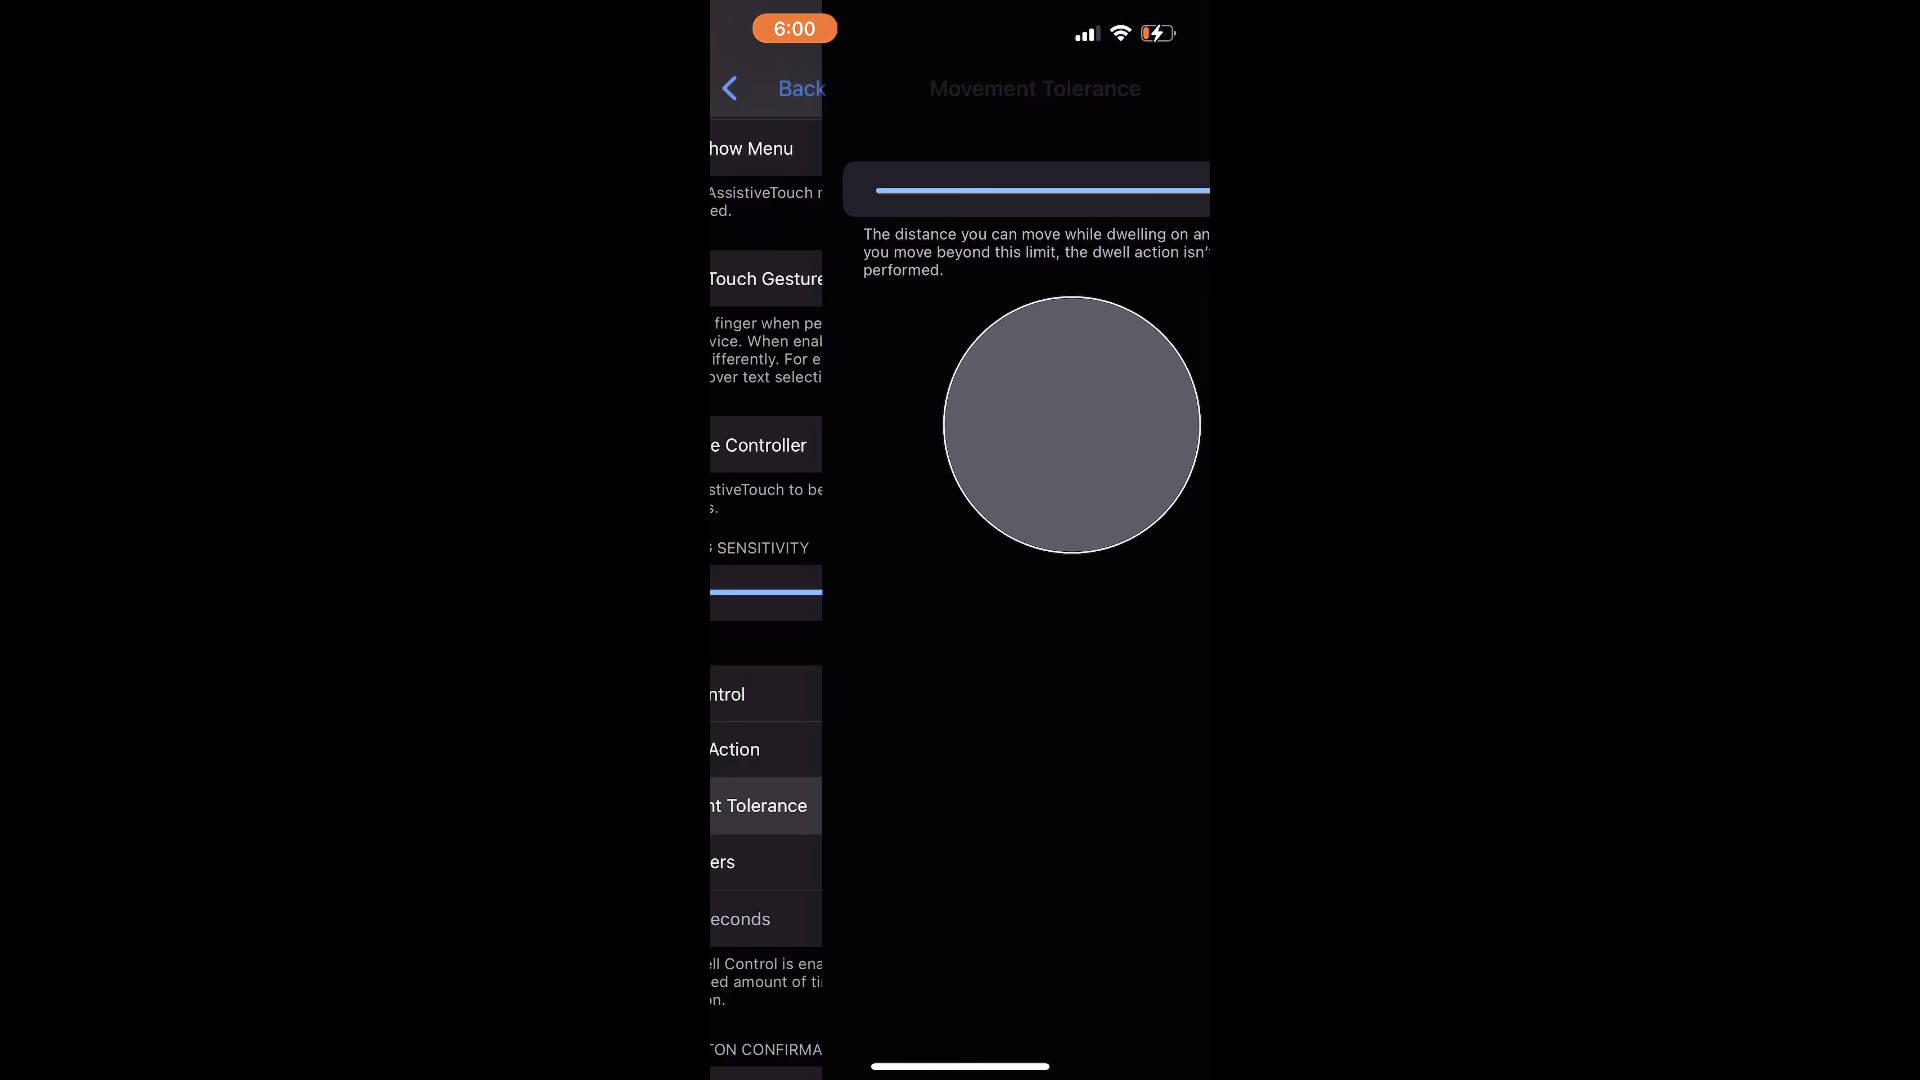 6:00
Back
Movement Tolerance
how Menu
AssistiveTouch
ed.
The distance you can move while dwelling on an
you move beyond this limit, the dwell action isn'
performed.
Touch Gesture
finger when pe
vice. When enal
ifferently. For e
over text selecti
e Controller
stiveTouch to be
s.
SENSITIVITY
ntrol
Action
nt Tolerance
ers
econds
ell Control is ena
ed amount of ti
on.
TON CONFIRMA